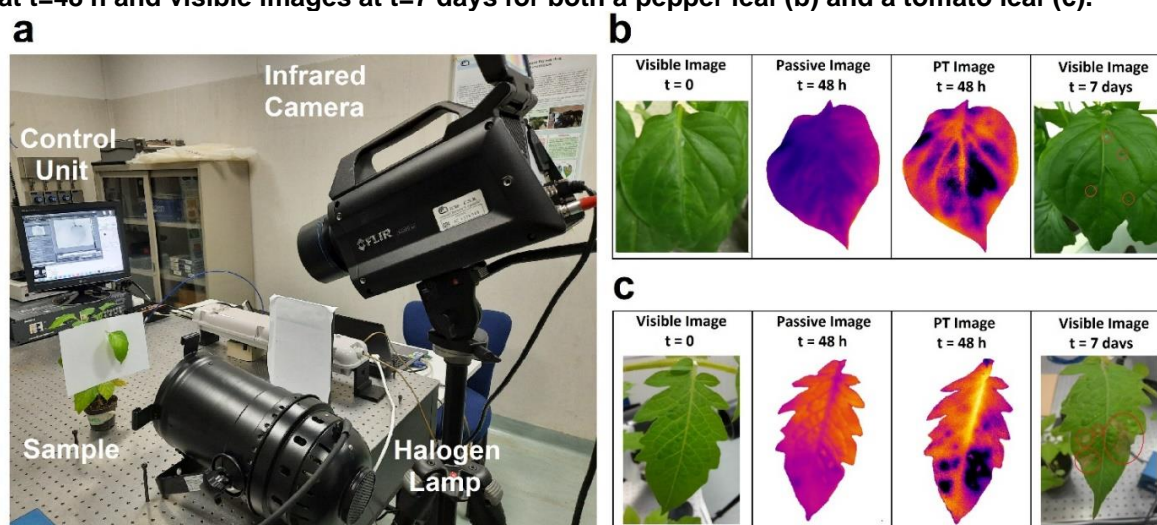 at t=48 h and visible images at t=7 days for both a pepper leaf (b) and a tomato leaf (c).
a
Infrared
Camera
Control
Unit
FLIR
Sample
Halogen
Lamp
b
Visible Image
t = 0
Passive Image
t = 48 h
PT Image
t = 48 h
Visible Image
t = 7 days
c
Visible Image
t = 0
Passive Image
t = 48 h
PT Image
t = 48 h
Visible Image
t = 7 days